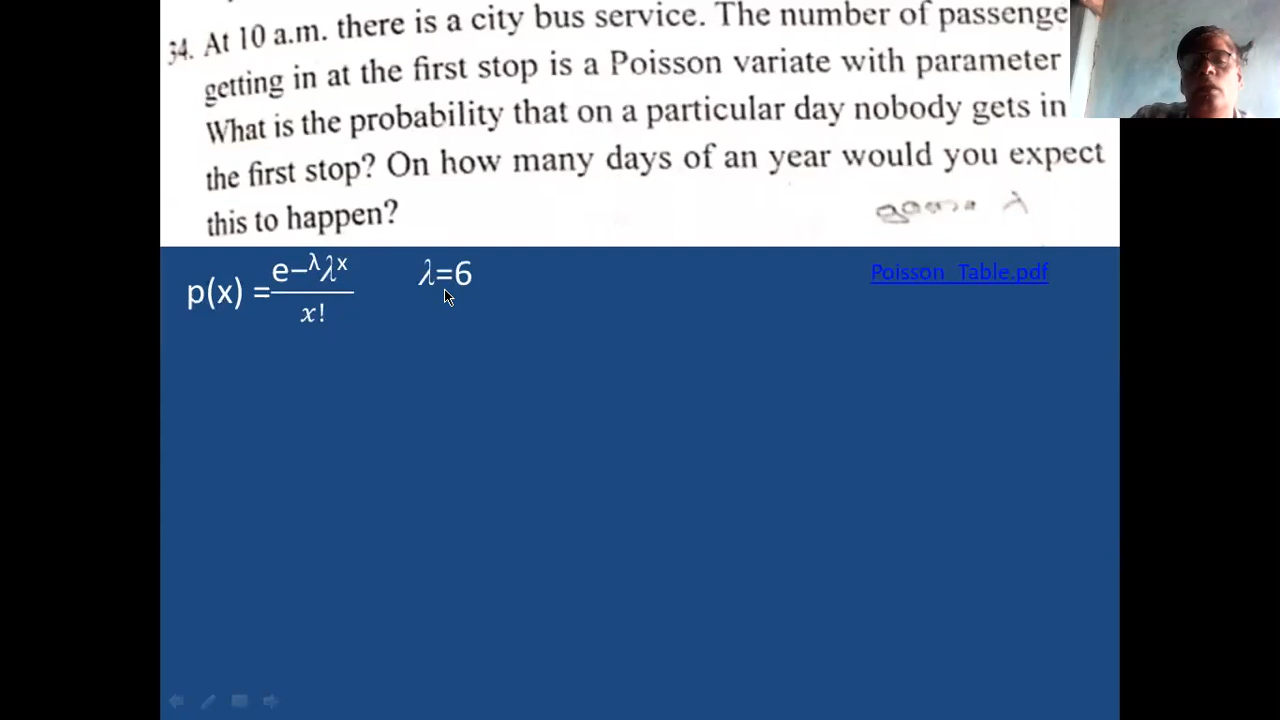 34. At 10 a.m. there is a city bus service. The number of passenge
getting in at the first stop is a Poisson variate with parameter
What is the probability that on a particular day nobody gets in
the first stop? On how many days of an year would you expect
this to happen?
λ
p(x) = e−λλx / x! λ=6
Poisson_Table.pdf